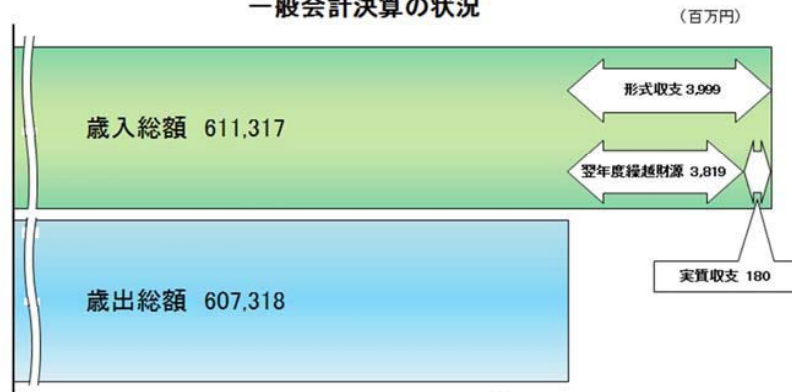 一般会計決算の状況
（百万円）
形式収支 3,999
歳入総額 611,317
翌年度繰越財源 3,819
実質収支 180
歳出総額 607,318